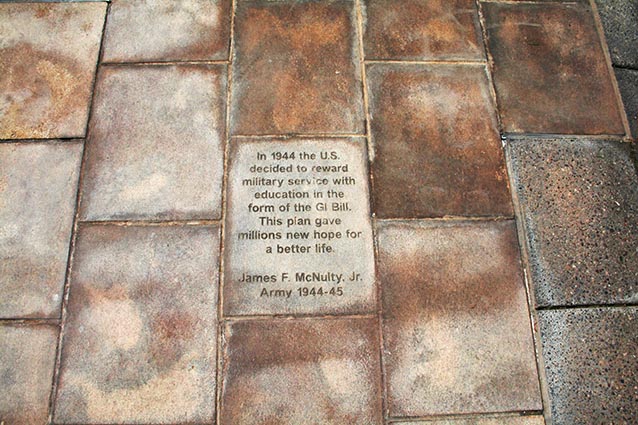 In 1944 the U.S.
decided to reward
military service with
education in the
form of the GI Bill.
This plan gave
millions new hope for
a better life.
James F. McNulty, Jr.
Army 1944-45